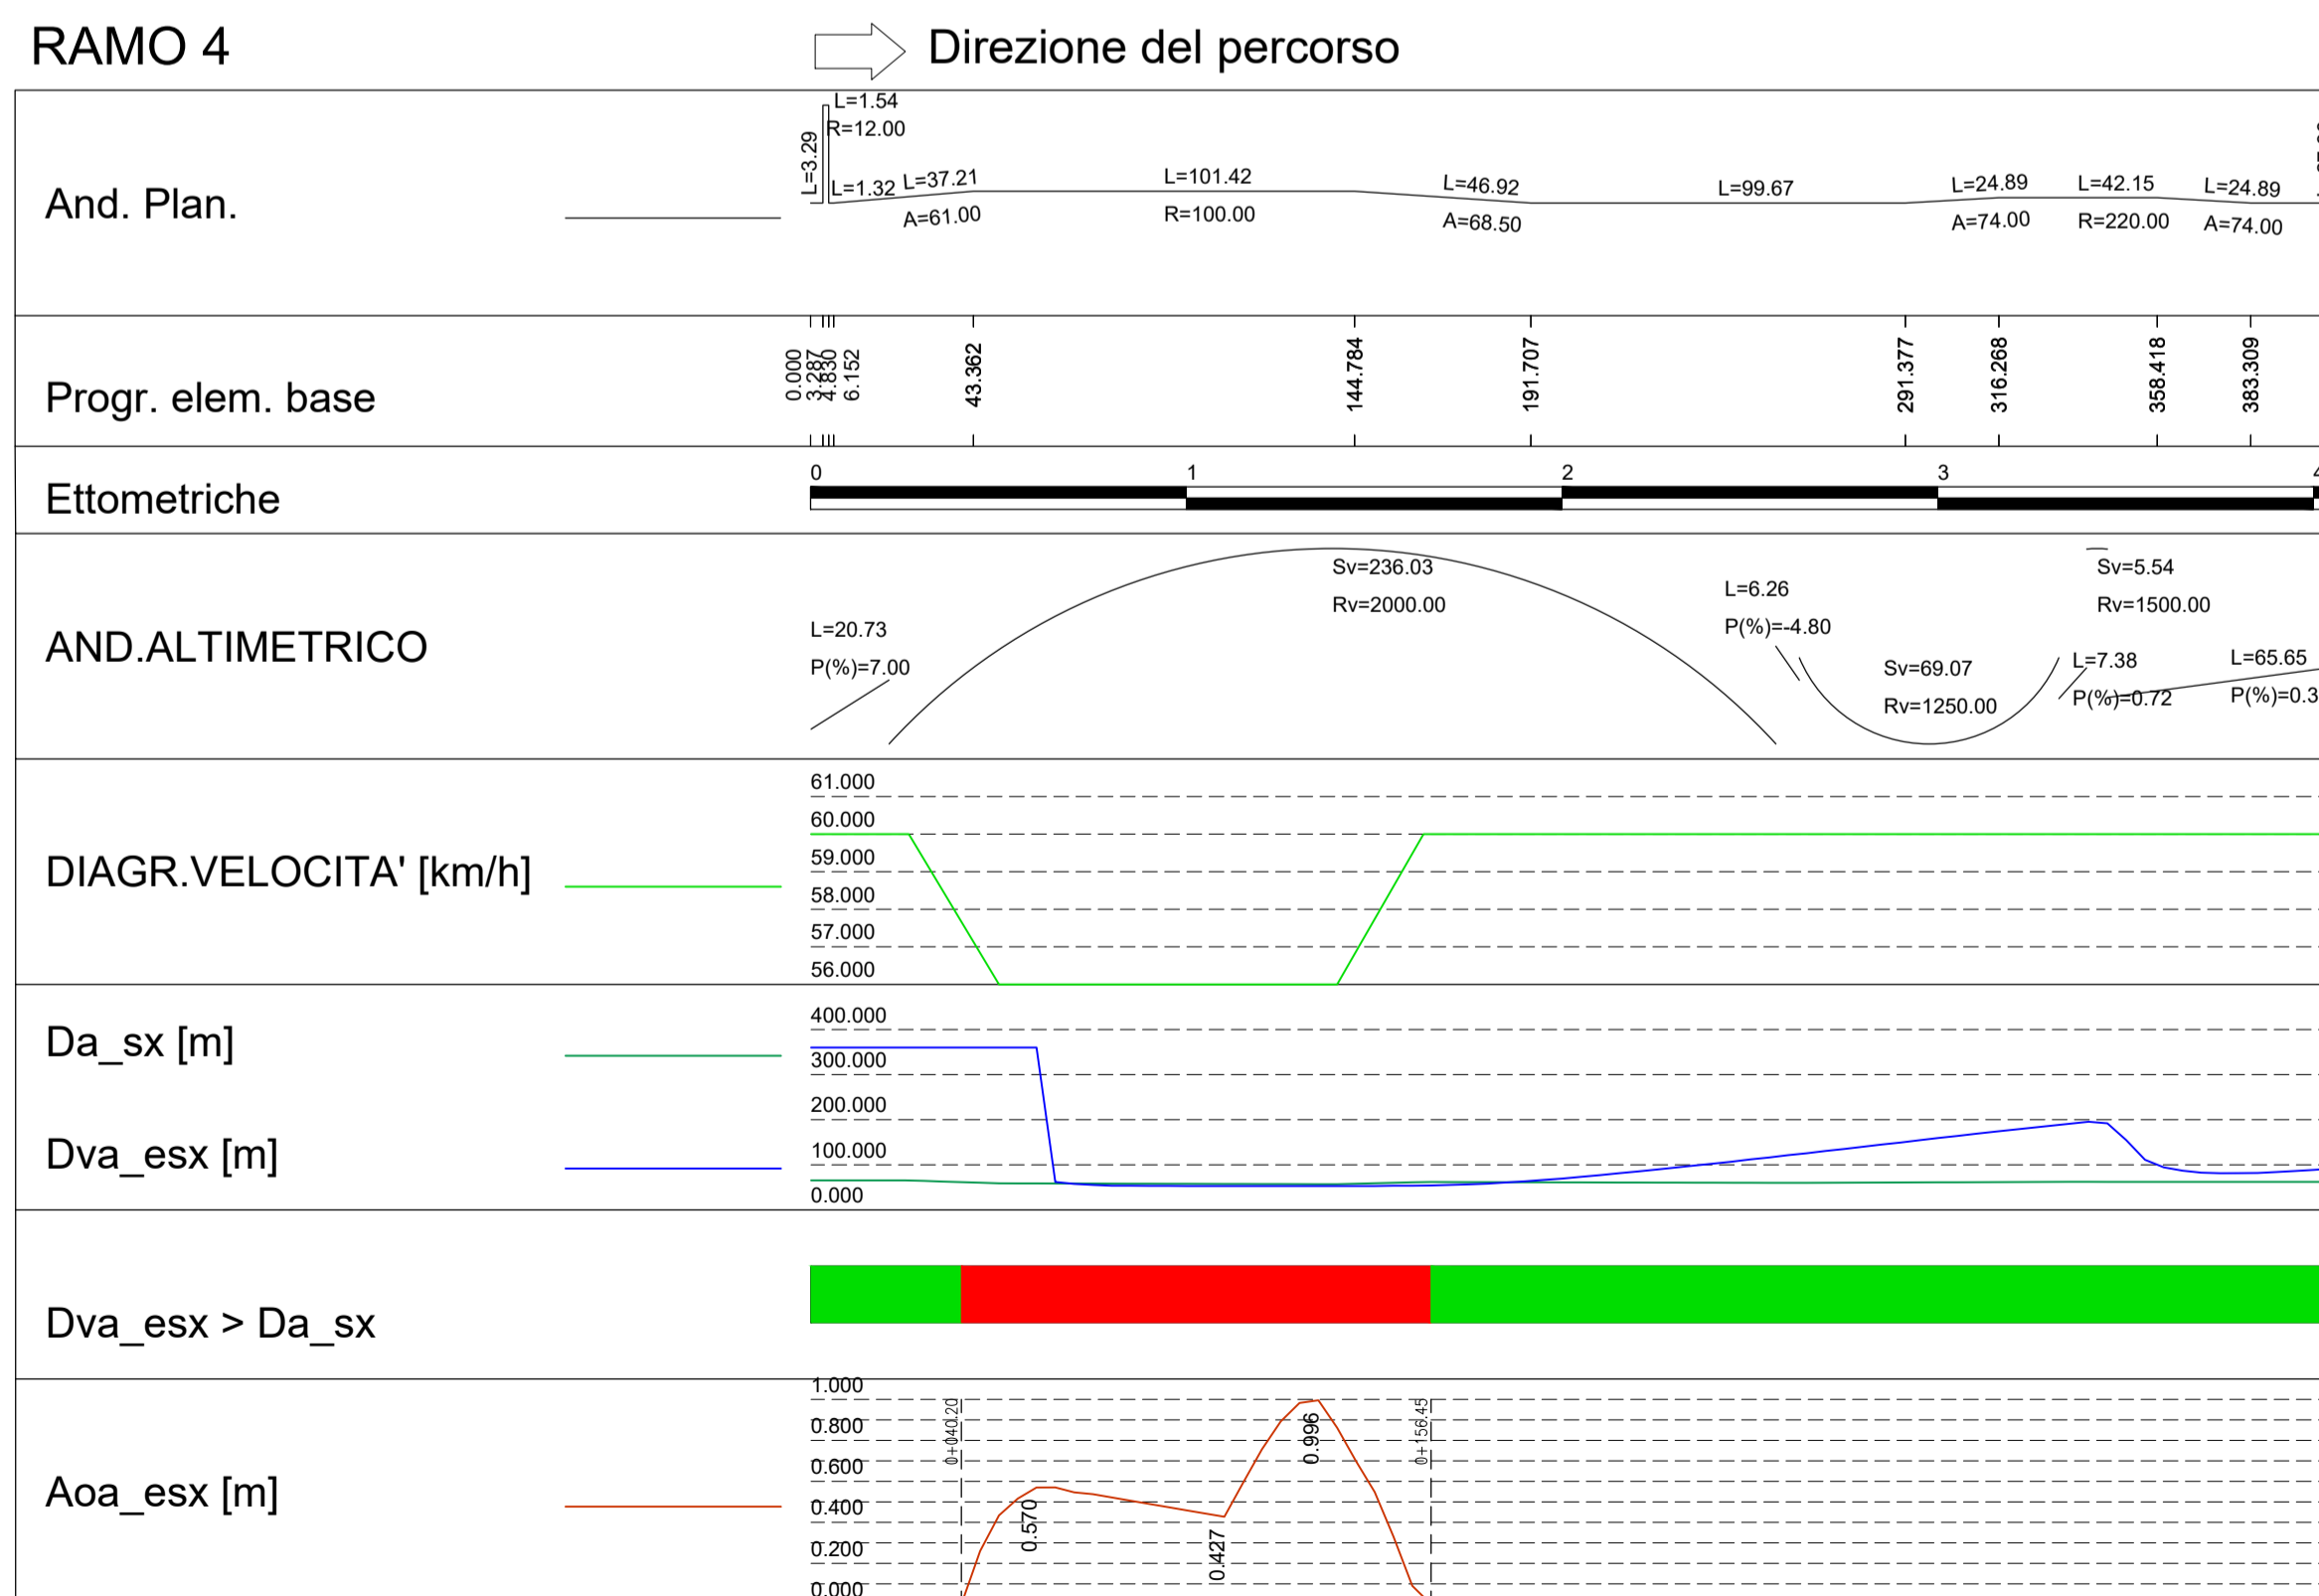 RAMO 4
Direzione del percorso
And. Plan.
L=3.29
L=1.54
R=12.00
L=1.32
L=37.21
A=61.00
L=101.42
R=100.00
L=46.92
A=68.50
L=99.67
L=24.89
A=74.00
L=42.15
R=220.00
L=24.89
A=74.00
Progr. elem. base
0.000
3.287
4.830
6.152
43.362
144.784
191.707
291.377
316.268
358.418
383.309
Ettometriche
0
1
2
3
AND.ALTIMETRICO
L=20.73
P(%)=7.00
Sv=236.03
Rv=2000.00
L=6.26
P(%)=-4.80
Sv=69.07
Rv=1250.00
Sv=5.54
Rv=1500.00
L=7.38
P(%)=0.72
L=65.65
P(%)=0.3
DIAGR.VELOCITA' [km/h]
61.000
60.000
59.000
58.000
57.000
56.000
Da_sx [m]
Dva_esx [m]
400.000
300.000
200.000
100.000
0.000
Dva_esx > Da_sx
Aoa_esx [m]
1.000
0.800
0.600
0.400
0.200
0.000
0+040.20
0.570
0.427
0.996
0+156.45